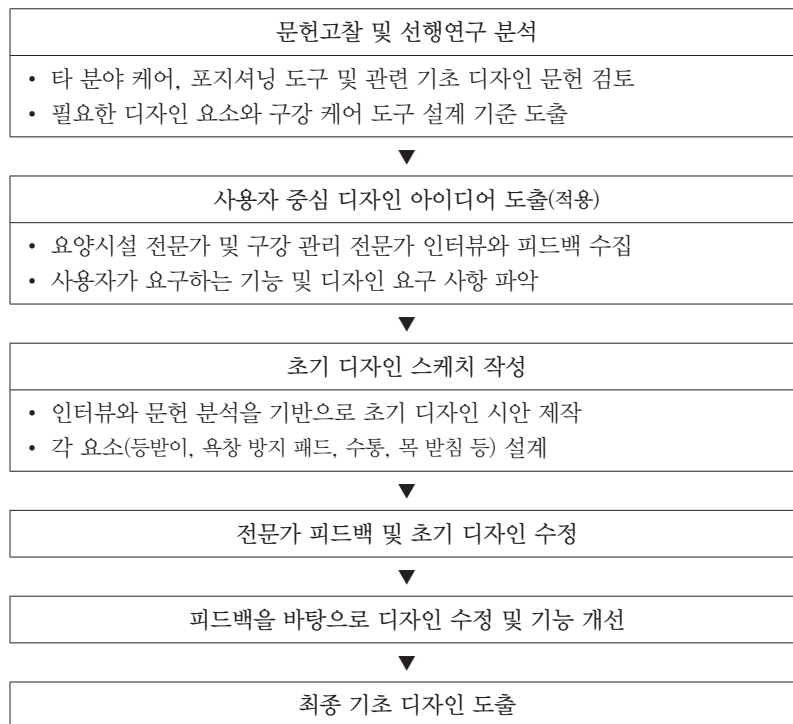 문헌고찰 및 선행연구 분석
• 타 분야 케어, 포지셔닝 도구 및 관련 기초 디자인 문헌 검토
• 필요한 디자인 요소와 구강 케어 도구 설계 기준 도출
▼
사용자 중심 디자인 아이디어 도출(적용)
• 요양시설 전문가 및 구강 관리 전문가 인터뷰와 피드백 수집
• 사용자가 요구하는 기능 및 디자인 요구 사항 파악
▼
초기 디자인 스케치 작성
• 인터뷰와 문헌 분석을 기반으로 초기 디자인 시안 제작
• 각 요소(등받이, 욕창 방지 패드, 수통, 목 받침 등) 설계
▼
전문가 피드백 및 초기 디자인 수정
▼
피드백을 바탕으로 디자인 수정 및 기능 개선
▼
최종 기초 디자인 도출